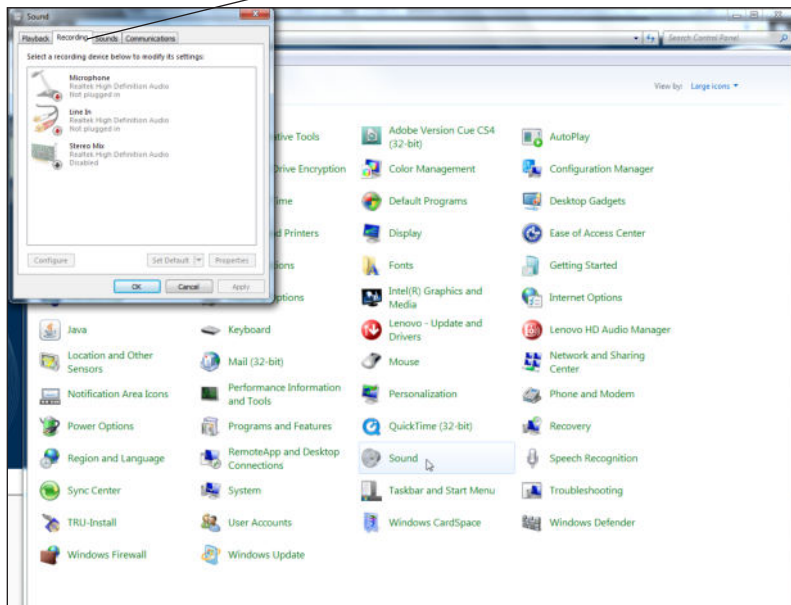 Sound
Playback Recording Sounds Communications
Select a recording device below to modify its settings:
Microphone
Realtek High Definition Audio
Not plugged in
Line In
Realtek High Definition Audio
Not plugged in
Stereo Mix
Realtek High Definition Audio
Disabled
Configure Set Default Properties
OK Cancel Apply
Search Control Panel
View by: Large icons
ative Tools
Adobe Version Cue CS4
(32-bit)
AutoPlay
Drive Encryption
Color Management
Configuration Manager
ime
Default Programs
Desktop Gadgets
d Printers
Display
Ease of Access Center
ions
Fonts
Getting Started
ptions
Intel(R) Graphics and
Media
Internet Options
Java
Keyboard
Lenovo - Update and
Drivers
Lenovo HD Audio Manager
Location and Other
Sensors
Mail (32-bit)
Mouse
Network and Sharing
Center
Notification Area Icons
Performance Information
and Tools
Personalization
Phone and Modem
Power Options
Programs and Features
QuickTime (32-bit)
Recovery
Region and Language
RemoteApp and Desktop
Connections
Sound
Speech Recognition
Sync Center
System
Taskbar and Start Menu
Troubleshooting
TRU-Install
User Accounts
Windows CardSpace
Windows Defender
Windows Firewall
Windows Update